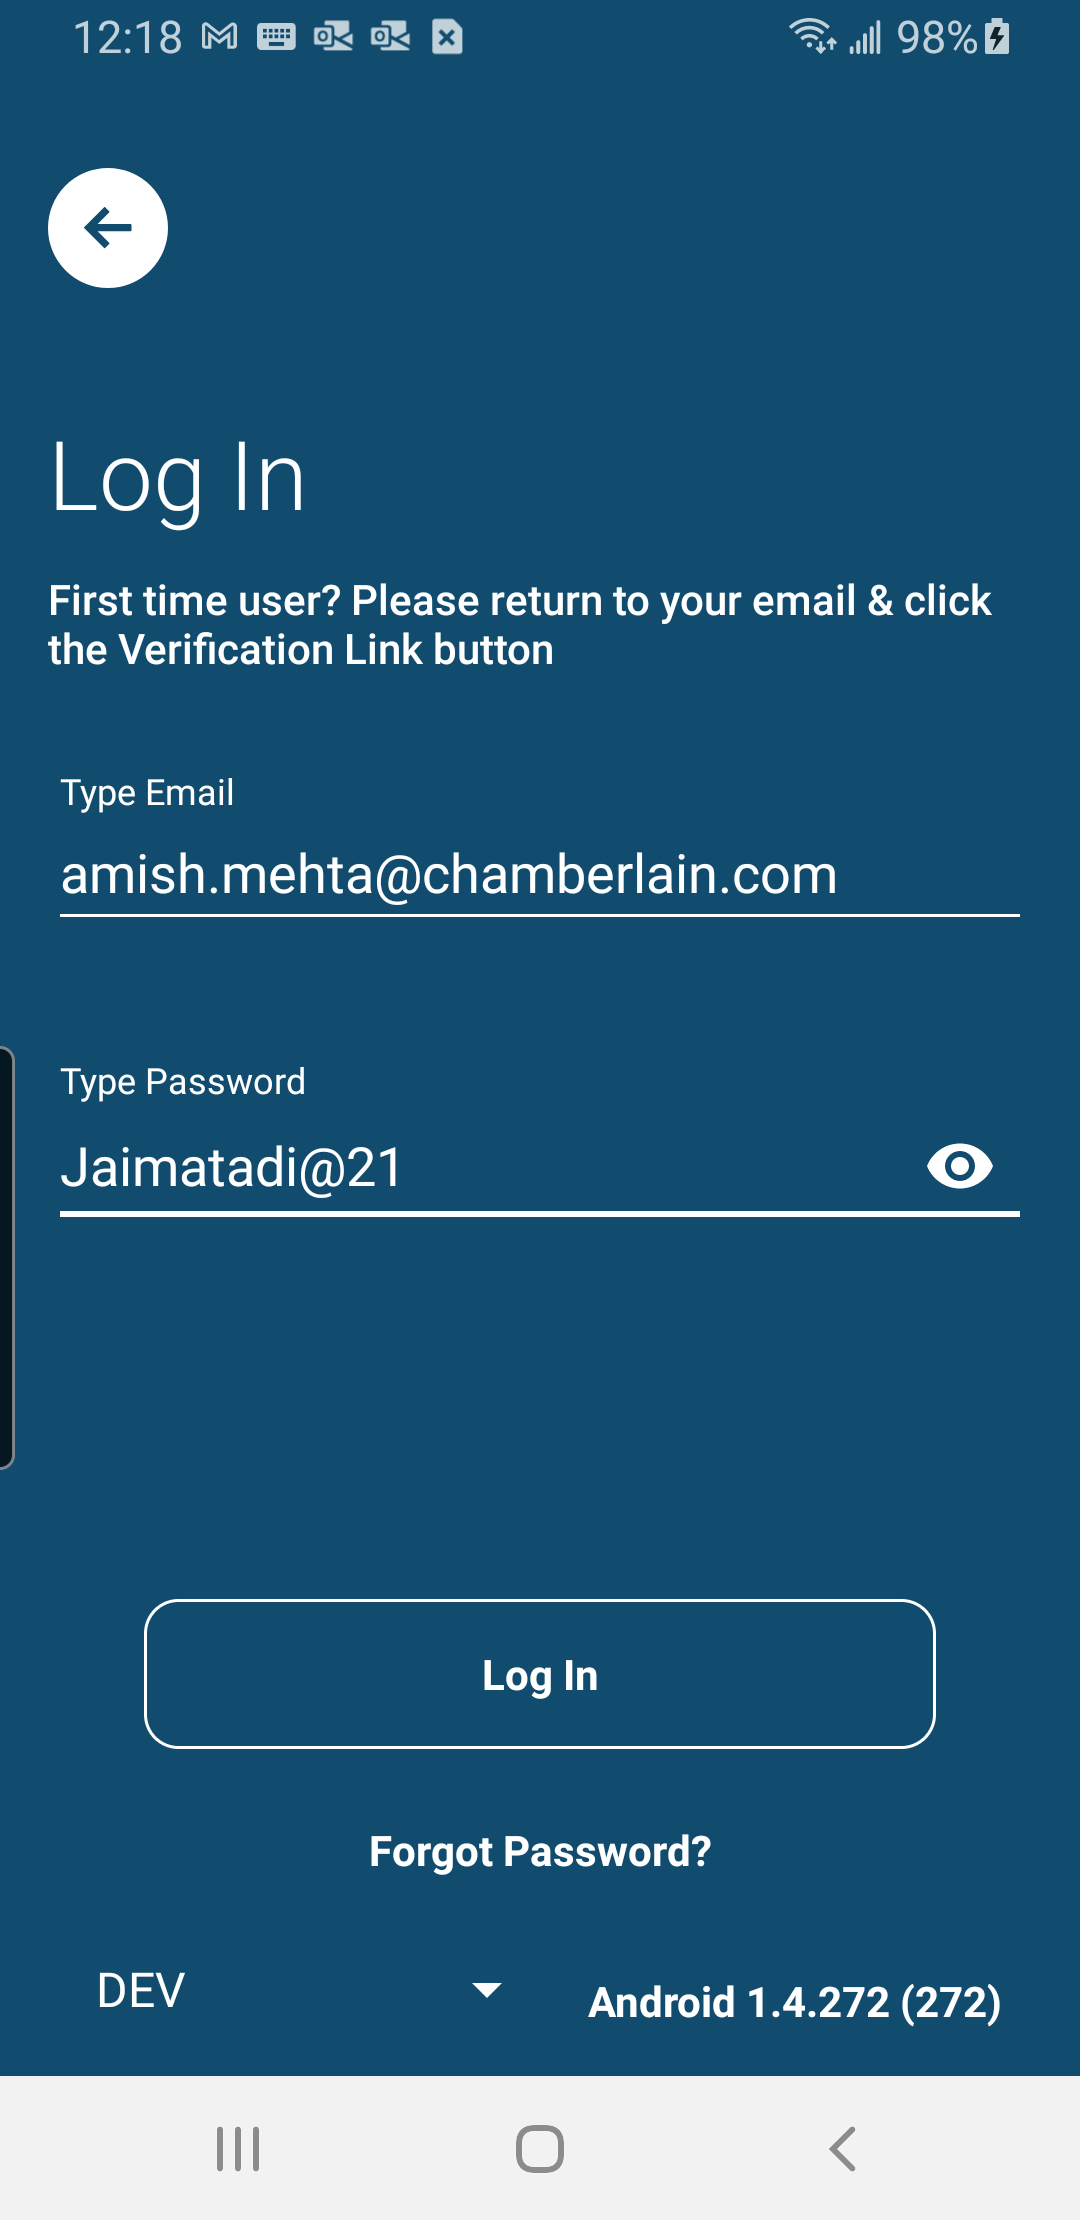 12:18 98%
Log In
First time user? Please return to your email & click
the Verification Link button
Type Email
amish.mehta@chamberlain.com
Type Password
Jaimatadi@21
Log In
Forgot Password?
DEV
Android 1.4.272 (272)